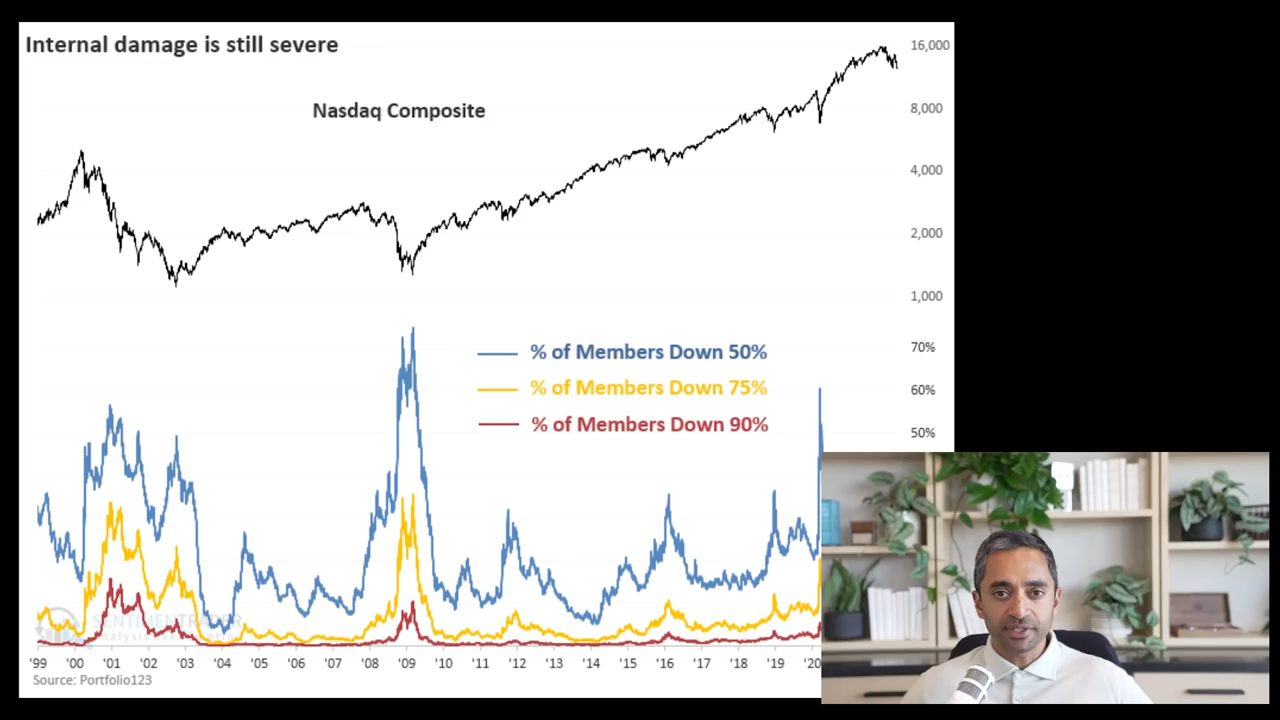 Internal damage is still severe
Nasdaq Composite
16,000
8,000
4,000
2,000
1,000
% of Members Down 50%
% of Members Down 75%
% of Members Down 90%
70%
60%
50%
SENTIMENTRADER
'99 '00 '01 '02 '03 '04 '05 '06 '07 '08 '09 '10 '11 '12 '13 '14 '15 '16 '17 '18 '19 '20
Source: Portfolio123